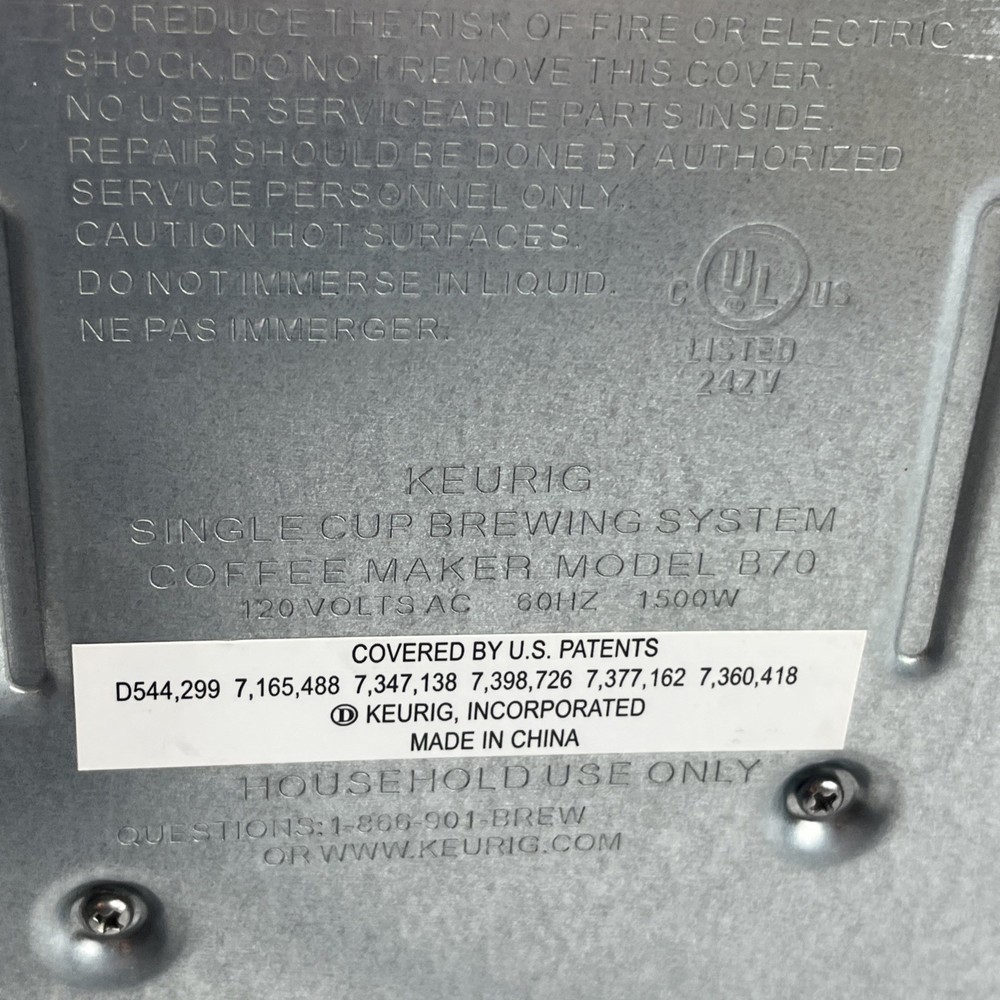 TO REDUCE THE RISK OF FIRE OR ELECTRIC
SHOCK, DO NOT REMOVE THIS COVER.
NO USER SERVICEABLE PARTS INSIDE.
REPAIR SHOULD BE DONE BY AUTHORIZED
SERVICE PERSONNEL ONLY.
CAUTION HOT SURFACES.
DO NOT IMMERSE IN LIQUID.
NE PAS IMMERGER.
C UL US
LISTED
24ZV
KEURIG
SINGLE CUP BREWING SYSTEM
COFFEE MAKER MODEL B70
120 VOLTS AC 60HZ 1500W
COVERED BY U.S. PATENTS
D544,299 7,165,488 7,347,138 7,398,726 7,377,162 7,360,418
D KEURIG, INCORPORATED
MADE IN CHINA
HOUSEHOLD USE ONLY
QUESTIONS: 1-866-901-BREW
OR WWW.KEURIG.COM